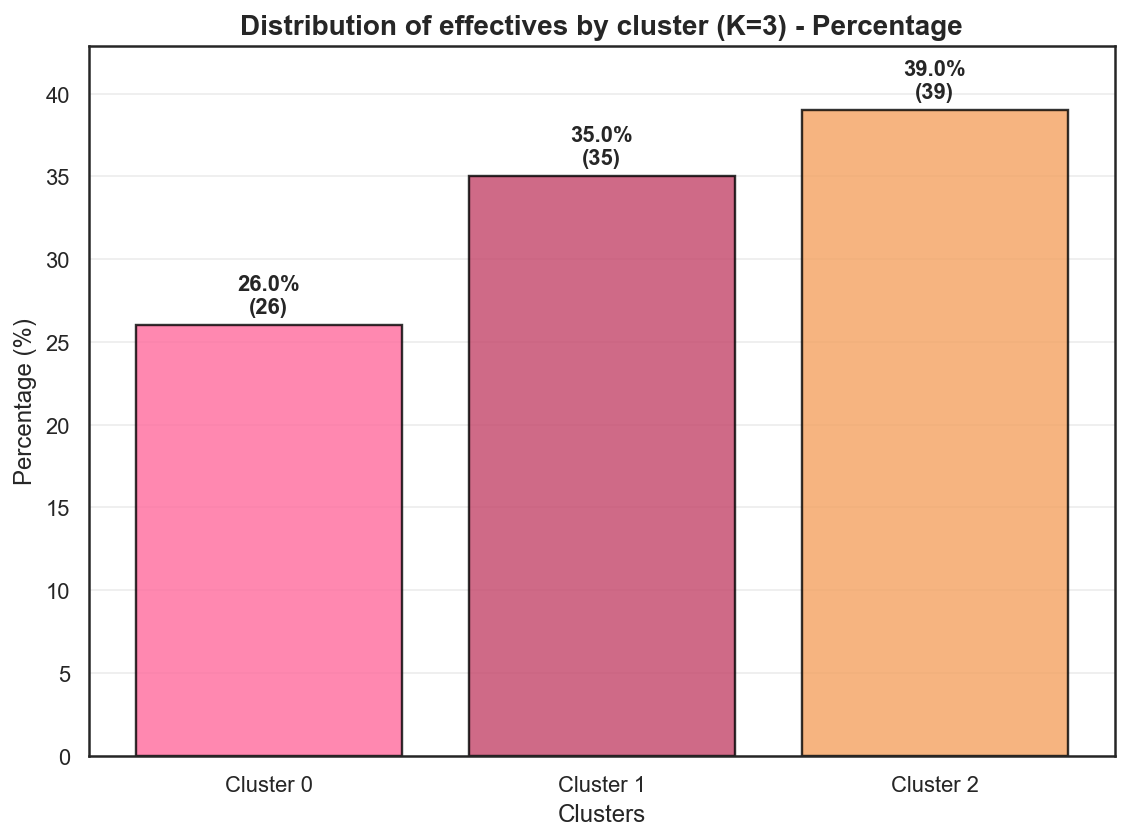 Distribution of effectives by cluster (K=3) - Percentage
39.0%
(39)
35.0%
(35)
26.0%
(26)
40
35
30
25
20
15
10
5
0
Percentage (%)
Cluster 0
Cluster 1
Cluster 2
Clusters